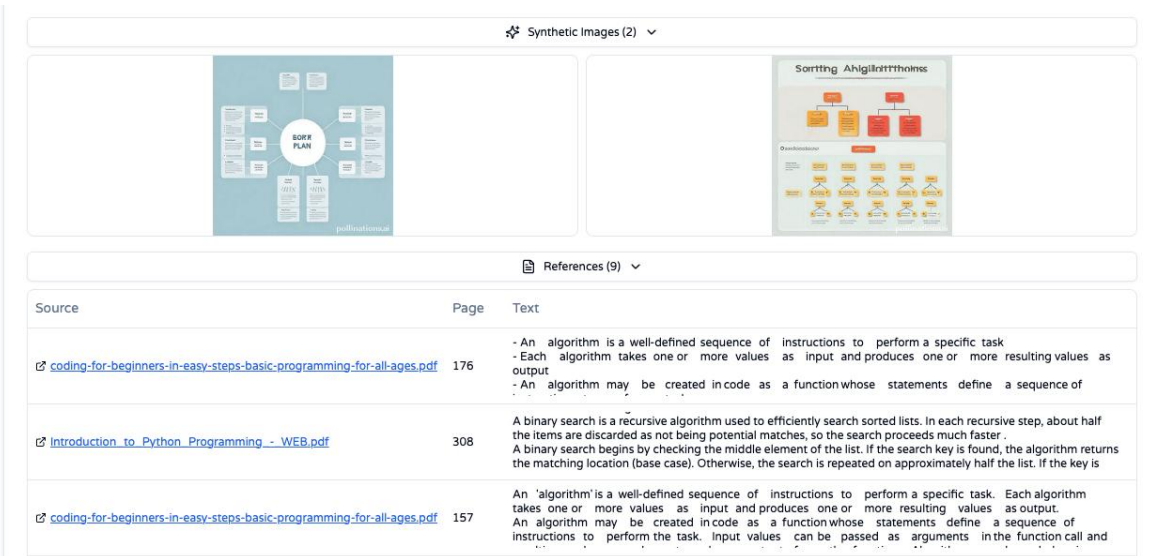 Synthetic Images (2)
Sorrting Ahigilnitt'thoines
BORR
PLAN
pollinations.ai
References (9)
Source Page Text
coding-for-beginners-in-easy-steps-basic-programming-for-all-ages.pdf 176
- An algorithm is a well-defined sequence of instructions to perform a specific task
- Each algorithm takes one or more values as input and produces one or more resulting values as
output
- An algorithm may be created in code as a function whose statements define a sequence of
Introduction_to_Python_Programming_-_WEB.pdf 308
A binary search is a recursive algorithm used to efficiently search sorted lists. In each recursive step, about half
the items are discarded as not being potential matches, so the search proceeds much faster .
A binary search begins by checking the middle element of the list. If the search key is found, the algorithm returns
the matching location (base case). Otherwise, the search is repeated on approximately half the list. If the key is
coding-for-beginners-in-easy-steps-basic-programming-for-all-ages.pdf 157
An 'algorithm' is a well-defined sequence of instructions to perform a specific task. Each algorithm
takes one or more values as input and produces one or more resulting values as output.
An algorithm may be created in code as a function whose statements define a sequence of
instructions to perform the task. Input values can be passed as arguments in the function call and